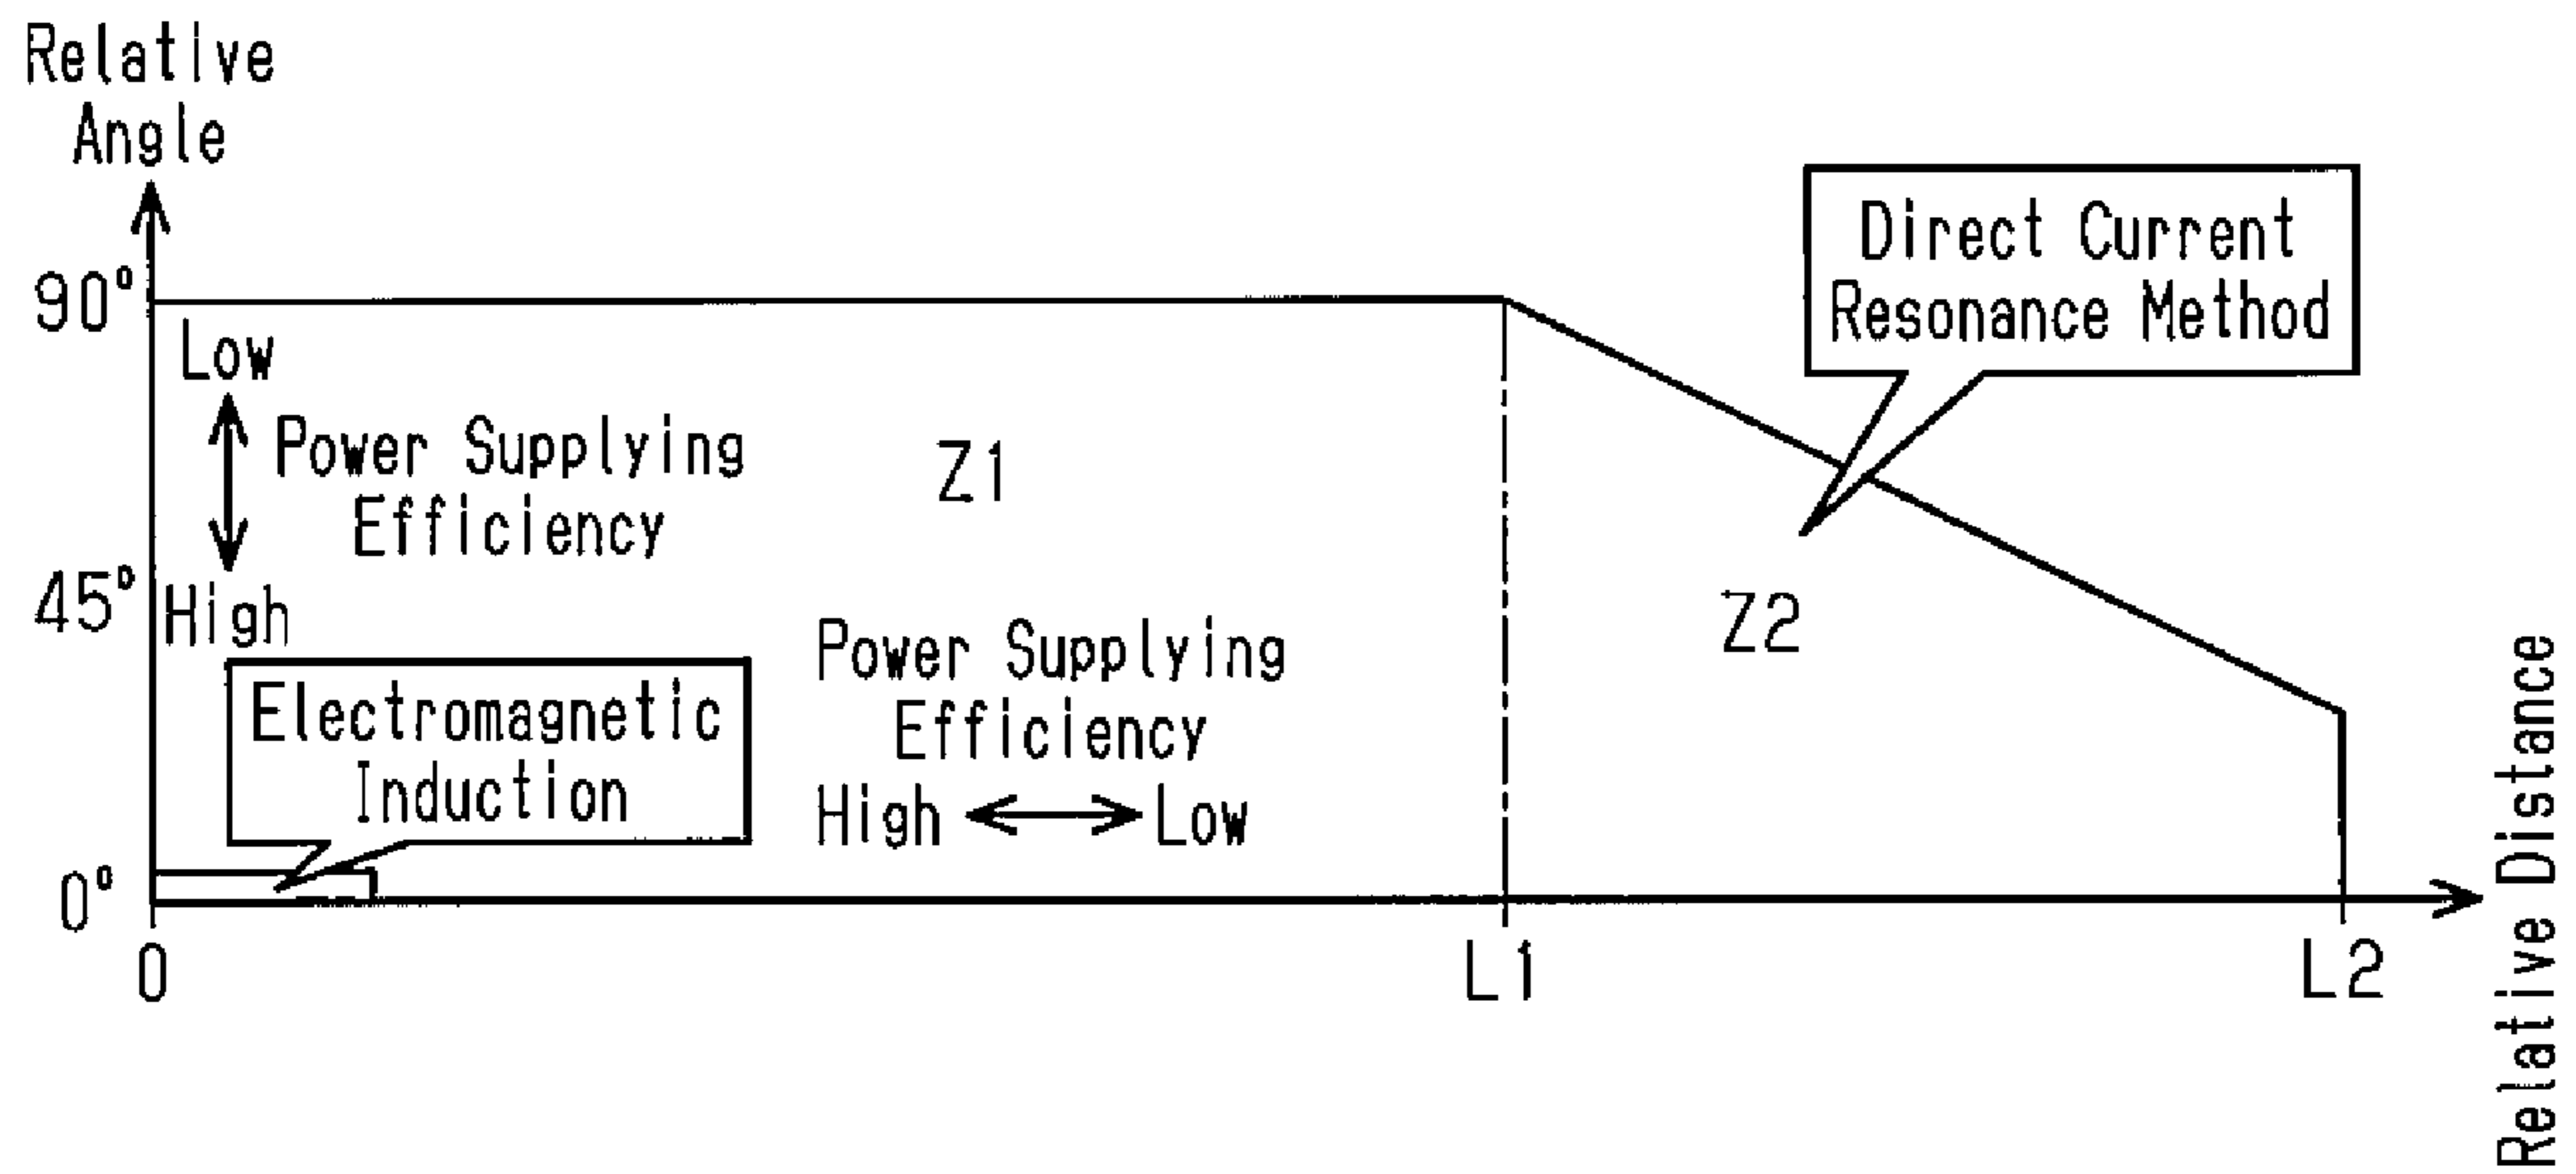 Relative
Angle
90°
Low
Power Supplying
Efficiency
45°
High
Electromagnetic
Induction
0°
Z1
Power Supplying
Efficiency
High
Low
Direct Current
Resonance Method
Z2
0
L1
L2
Relative Distance